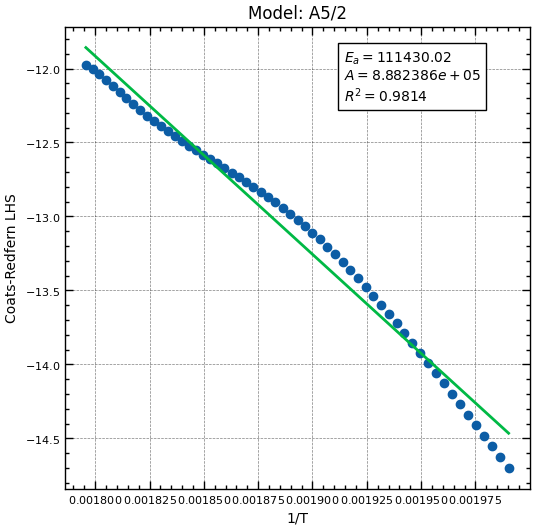 Model: A5/2
E_a = 111430.02
A = 8.882386e + 05
R² = 0.9814
Coats-Redfern LHS
−12.0
−12.5
−13.0
−13.5
−14.0
−14.5
0.001800 0.001825 0.001850 0.001875 0.001900 0.001925 0.001950 0.001975
1/T